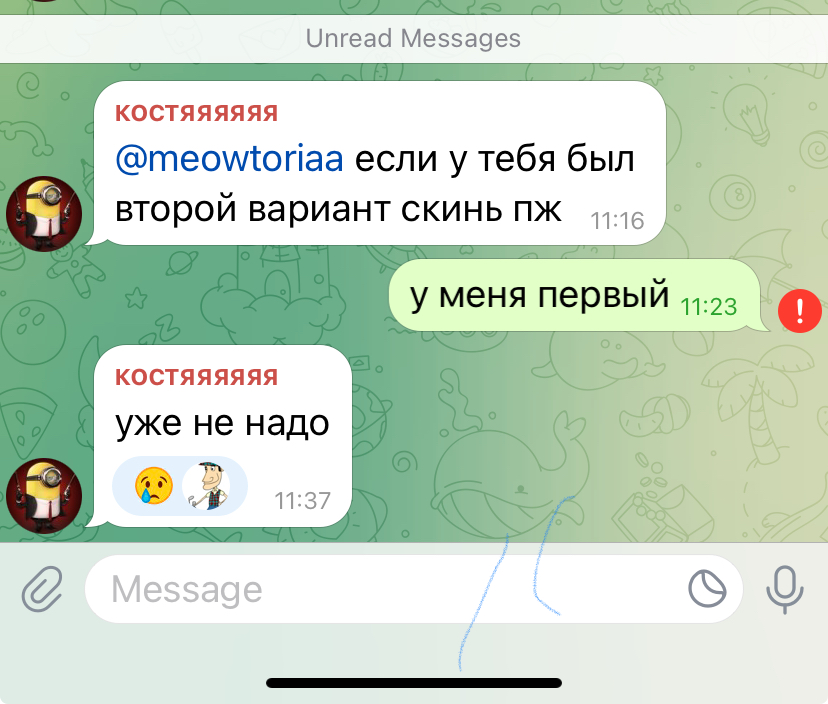 Unread Messages
костяяяяяя
@meowtoriaa если у тебя был
второй вариант скинь пж 11:16
у меня первый 11:23
костяяяяяя
уже не надо
11:37
Message